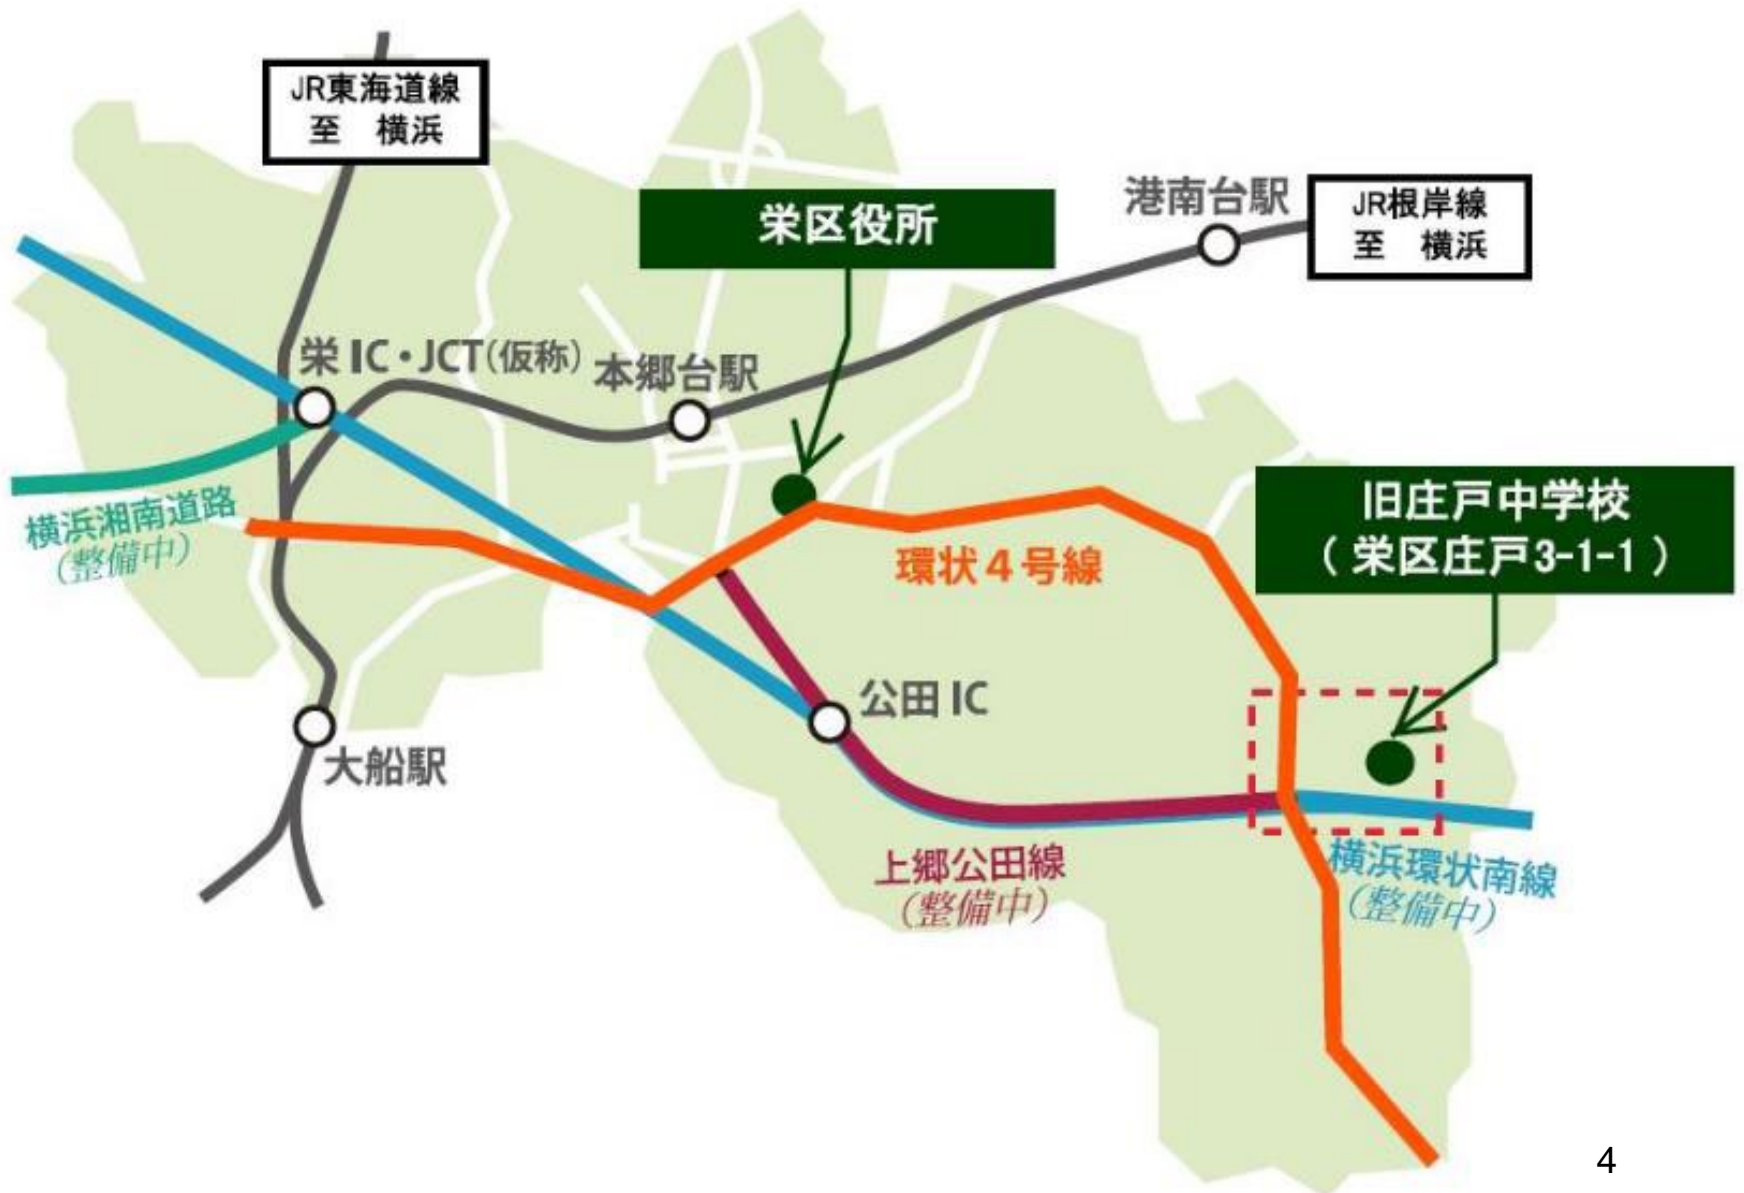 JR東海道線
至　横浜
栄区役所
港南台駅
JR根岸線
至　横浜
栄 IC・JCT(仮称)
本郷台駅
横浜湘南道路
（整備中）
環状４号線
旧庄戸中学校
（ 栄区庄戸3-1-1 ）
公田 IC
大船駅
上郷公田線
（整備中）
横浜環状南線
（整備中）
4